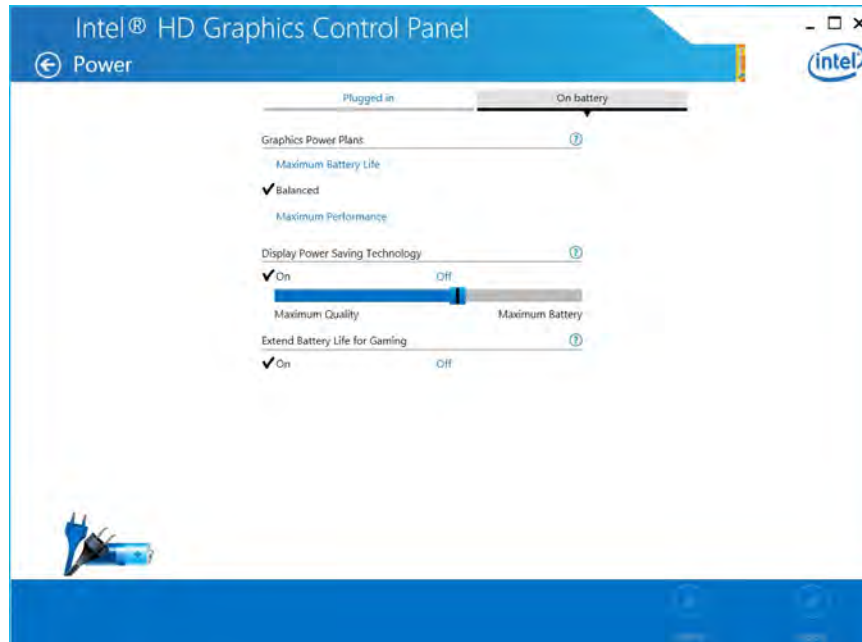 Intel® HD Graphics Control Panel
Power
intel
Plugged in
On battery
Graphics Power Plans
Maximum Battery Life
Balanced
Maximum Performance
Display Power Saving Technology
On Off
Maximum Quality Maximum Battery
Extend Battery Life for Gaming
On Off